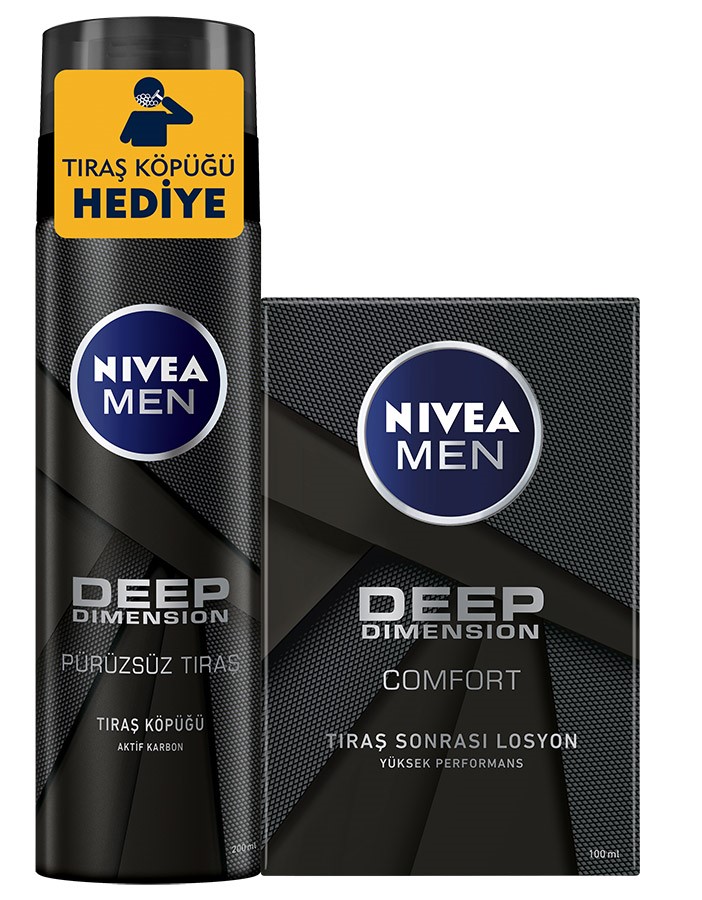 TIRAŞ KÖPÜĞÜ
HEDİYE
NIVEA
MEN
DEEP
DIMENSION
PÜRÜZSÜZ TIRAŞ
TIRAŞ KÖPÜĞÜ
AKTİF KARBON
200 ml
NIVEA
MEN
DEEP
DIMENSION
COMFORT
TIRAŞ SONRASI LOSYON
YÜKSEK PERFORMANS
100 ml